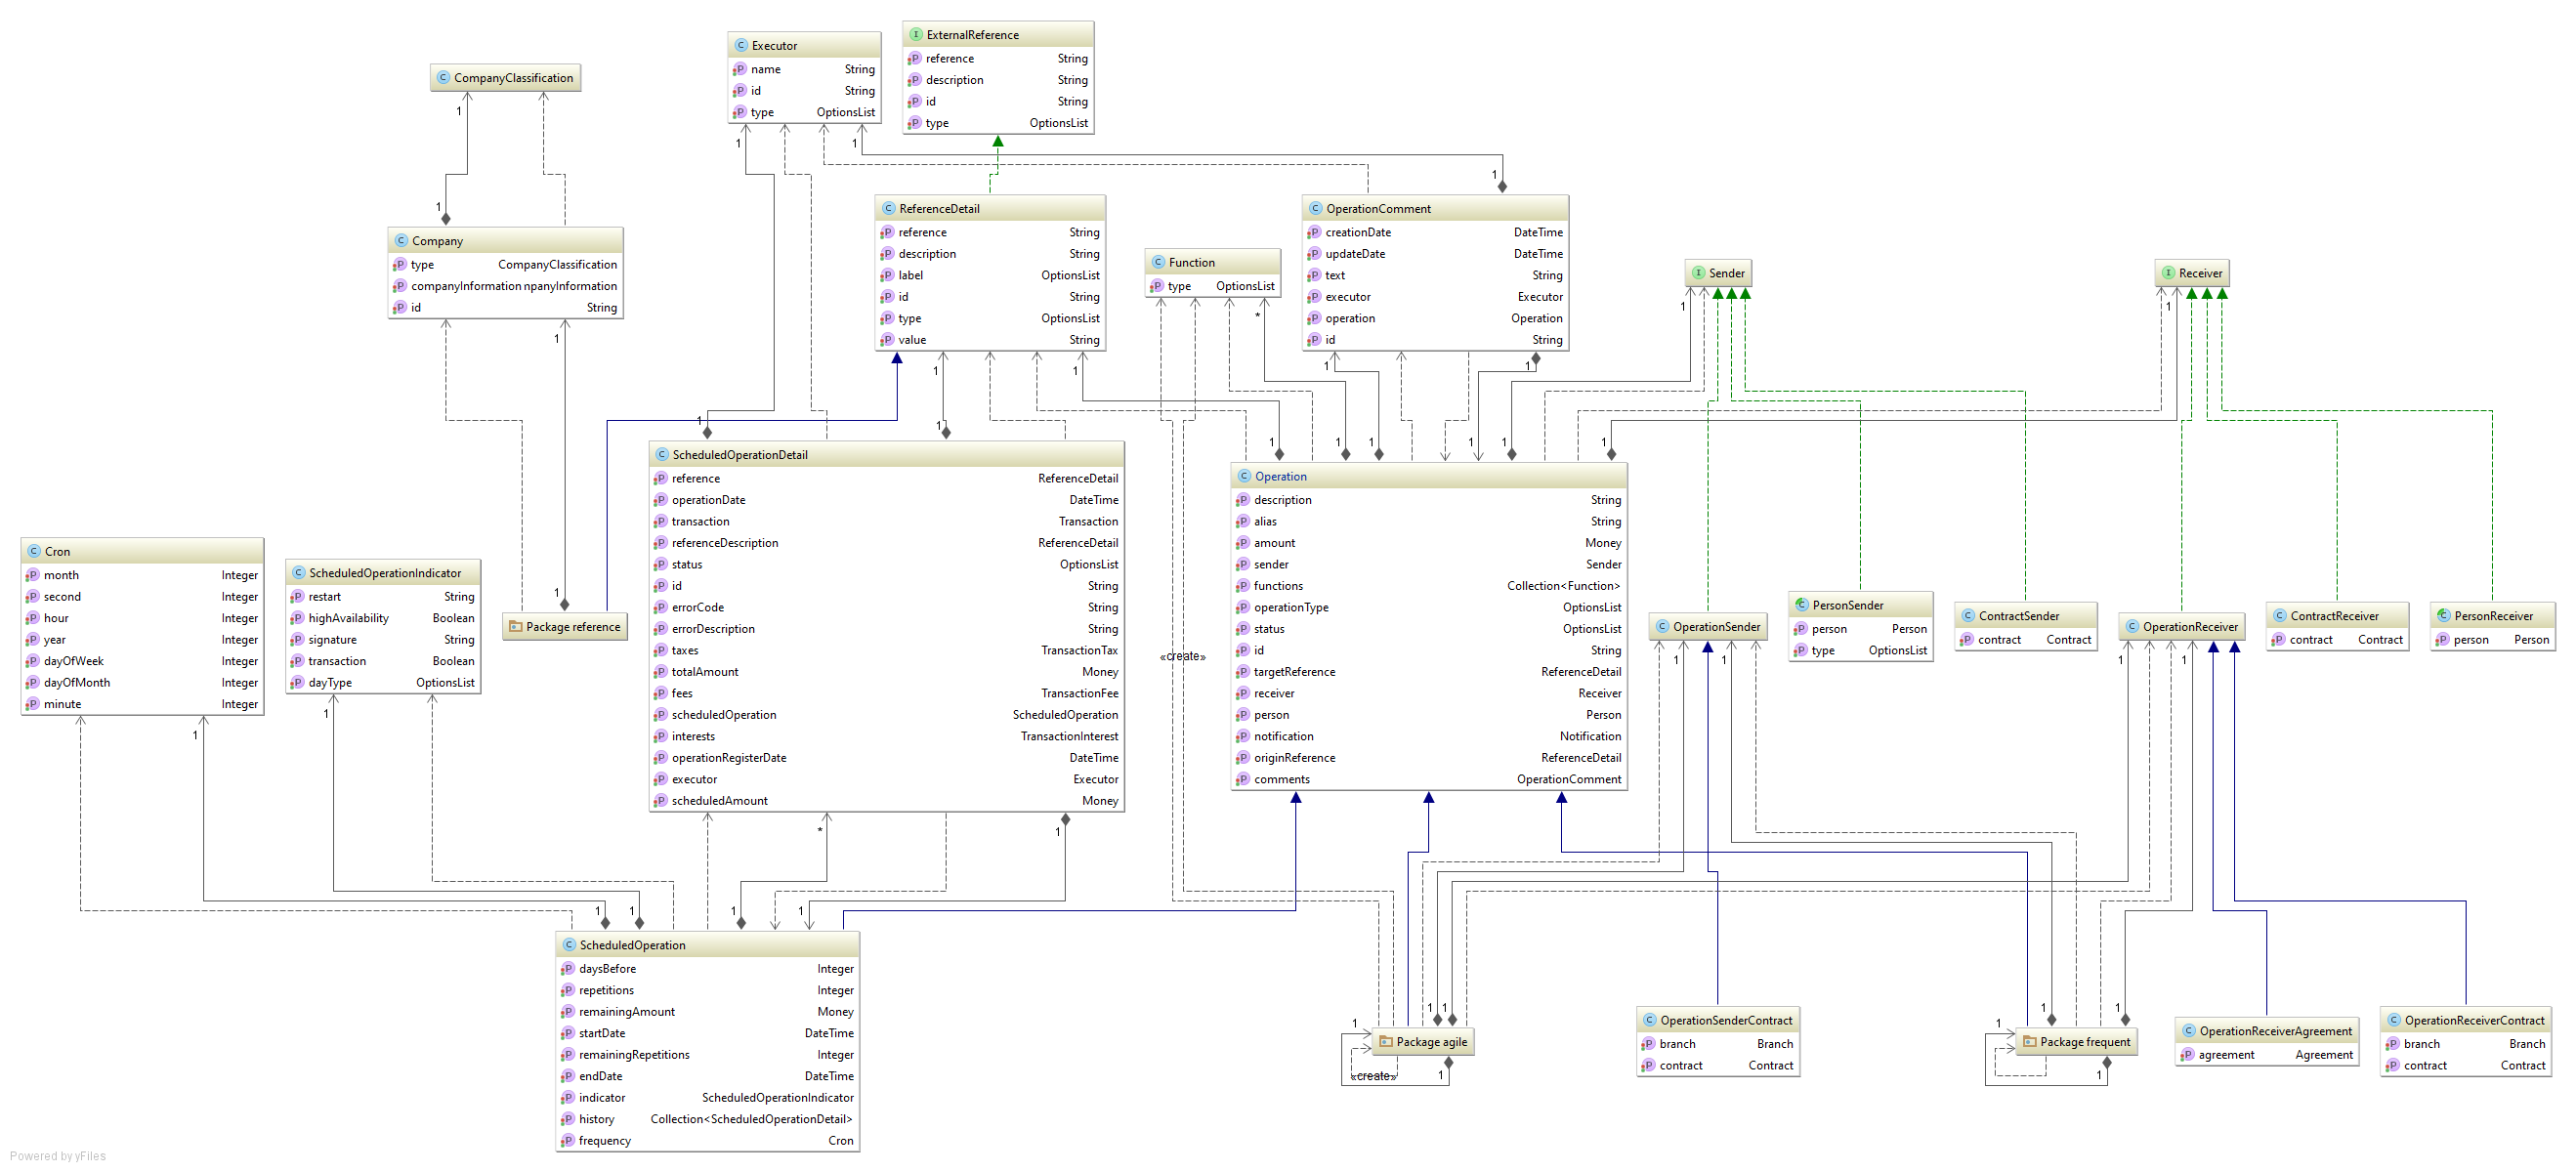 CompanyClassification
Executor
name String
id String
type OptionsList
ExternalReference
reference String
description String
id String
type OptionsList
ReferenceDetail
reference String
description String
label OptionsList
id String
type OptionsList
value String
OperationComment
creationDate DateTime
updateDate DateTime
text String
executor Executor
operation Operation
id String
Company
type CompanyClassification
companyInformation npanyInformation
id String
Function
type OptionsList
Sender
Receiver
ScheduledOperationDetail
reference ReferenceDetail
operationDate DateTime
transaction Transaction
referenceDescription ReferenceDetail
status OptionsList
id String
errorCode String
errorDescription String
taxes TransactionTax
totalAmount Money
fees TransactionFee
scheduledOperation ScheduledOperation
interests TransactionInterest
operationRegisterDate DateTime
executor Executor
scheduledAmount Money
Operation
description String
alias String
amount Money
sender Sender
functions Collection<Function>
operationType OptionsList
status OptionsList
id String
targetReference ReferenceDetail
receiver Receiver
person Person
notification Notification
originReference ReferenceDetail
comments OperationComment
Cron
month Integer
second Integer
hour Integer
year Integer
dayOfWeek Integer
dayOfMonth Integer
minute Integer
ScheduledOperationIndicator
restart String
highAvailability Boolean
signature String
transaction Boolean
dayType OptionsList
Package reference
«create»
OperationSender
PersonSender
person Person
type OptionsList
ContractSender
contract Contract
OperationReceiver
ContractReceiver
contract Contract
PersonReceiver
person Person
ScheduledOperation
daysBefore Integer
repetitions Integer
remainingAmount Money
startDate DateTime
remainingRepetitions Integer
endDate DateTime
indicator ScheduledOperationIndicator
history Collection<ScheduledOperationDetail>
frequency Cron
Package agile
«create»
OperationSenderContract
branch Branch
contract Contract
Package frequent
OperationReceiverAgreement
agreement Agreement
OperationReceiverContract
branch Branch
contract Contract
Powered by yFiles